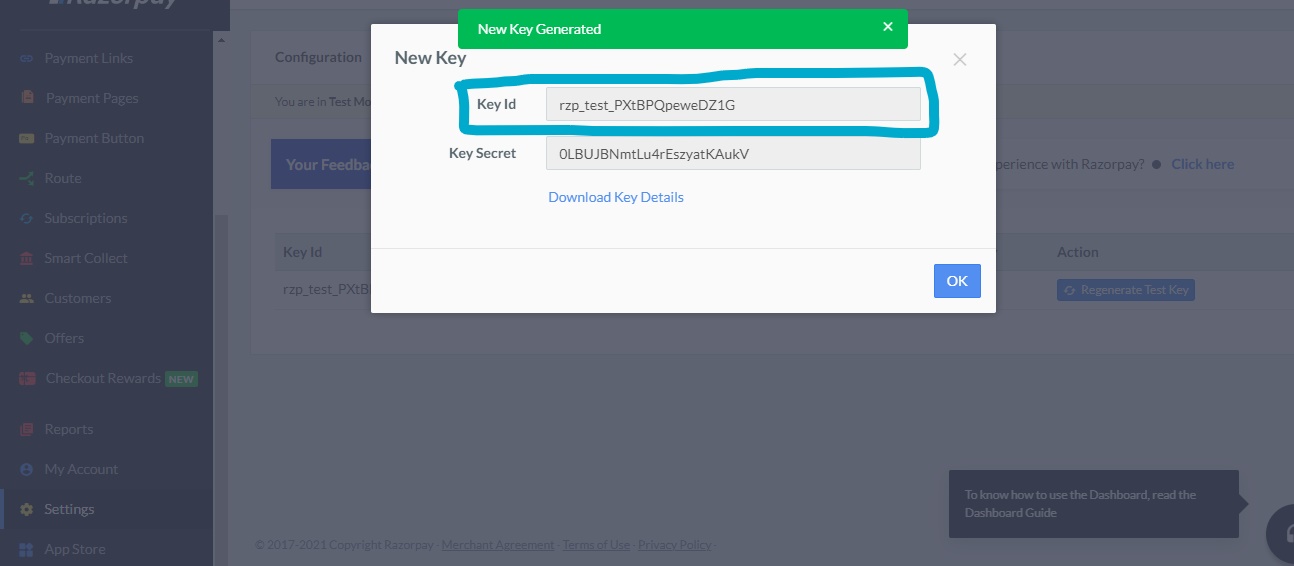 Razorpay
New Key Generated
New Key
Key Id
rzp_test_PXtBPQpeweDZ1G
Key Secret
0LBUJBNmtLu4rEszyatKAukV
Download Key Details
OK
Payment Links
Payment Pages
Payment Button
Route
Subscriptions
Smart Collect
Customers
Offers
Checkout Rewards NEW
Reports
My Account
Settings
App Store
Configuration
You are in Test Mo
Your Feedba
perience with Razorpay? ● Click here
Key Id
Action
rzp_test_PXtB
Regenerate Test Key
To know how to use the Dashboard, read the
Dashboard Guide
© 2017-2021 Copyright Razorpay · Merchant Agreement · Terms of Use · Privacy Policy